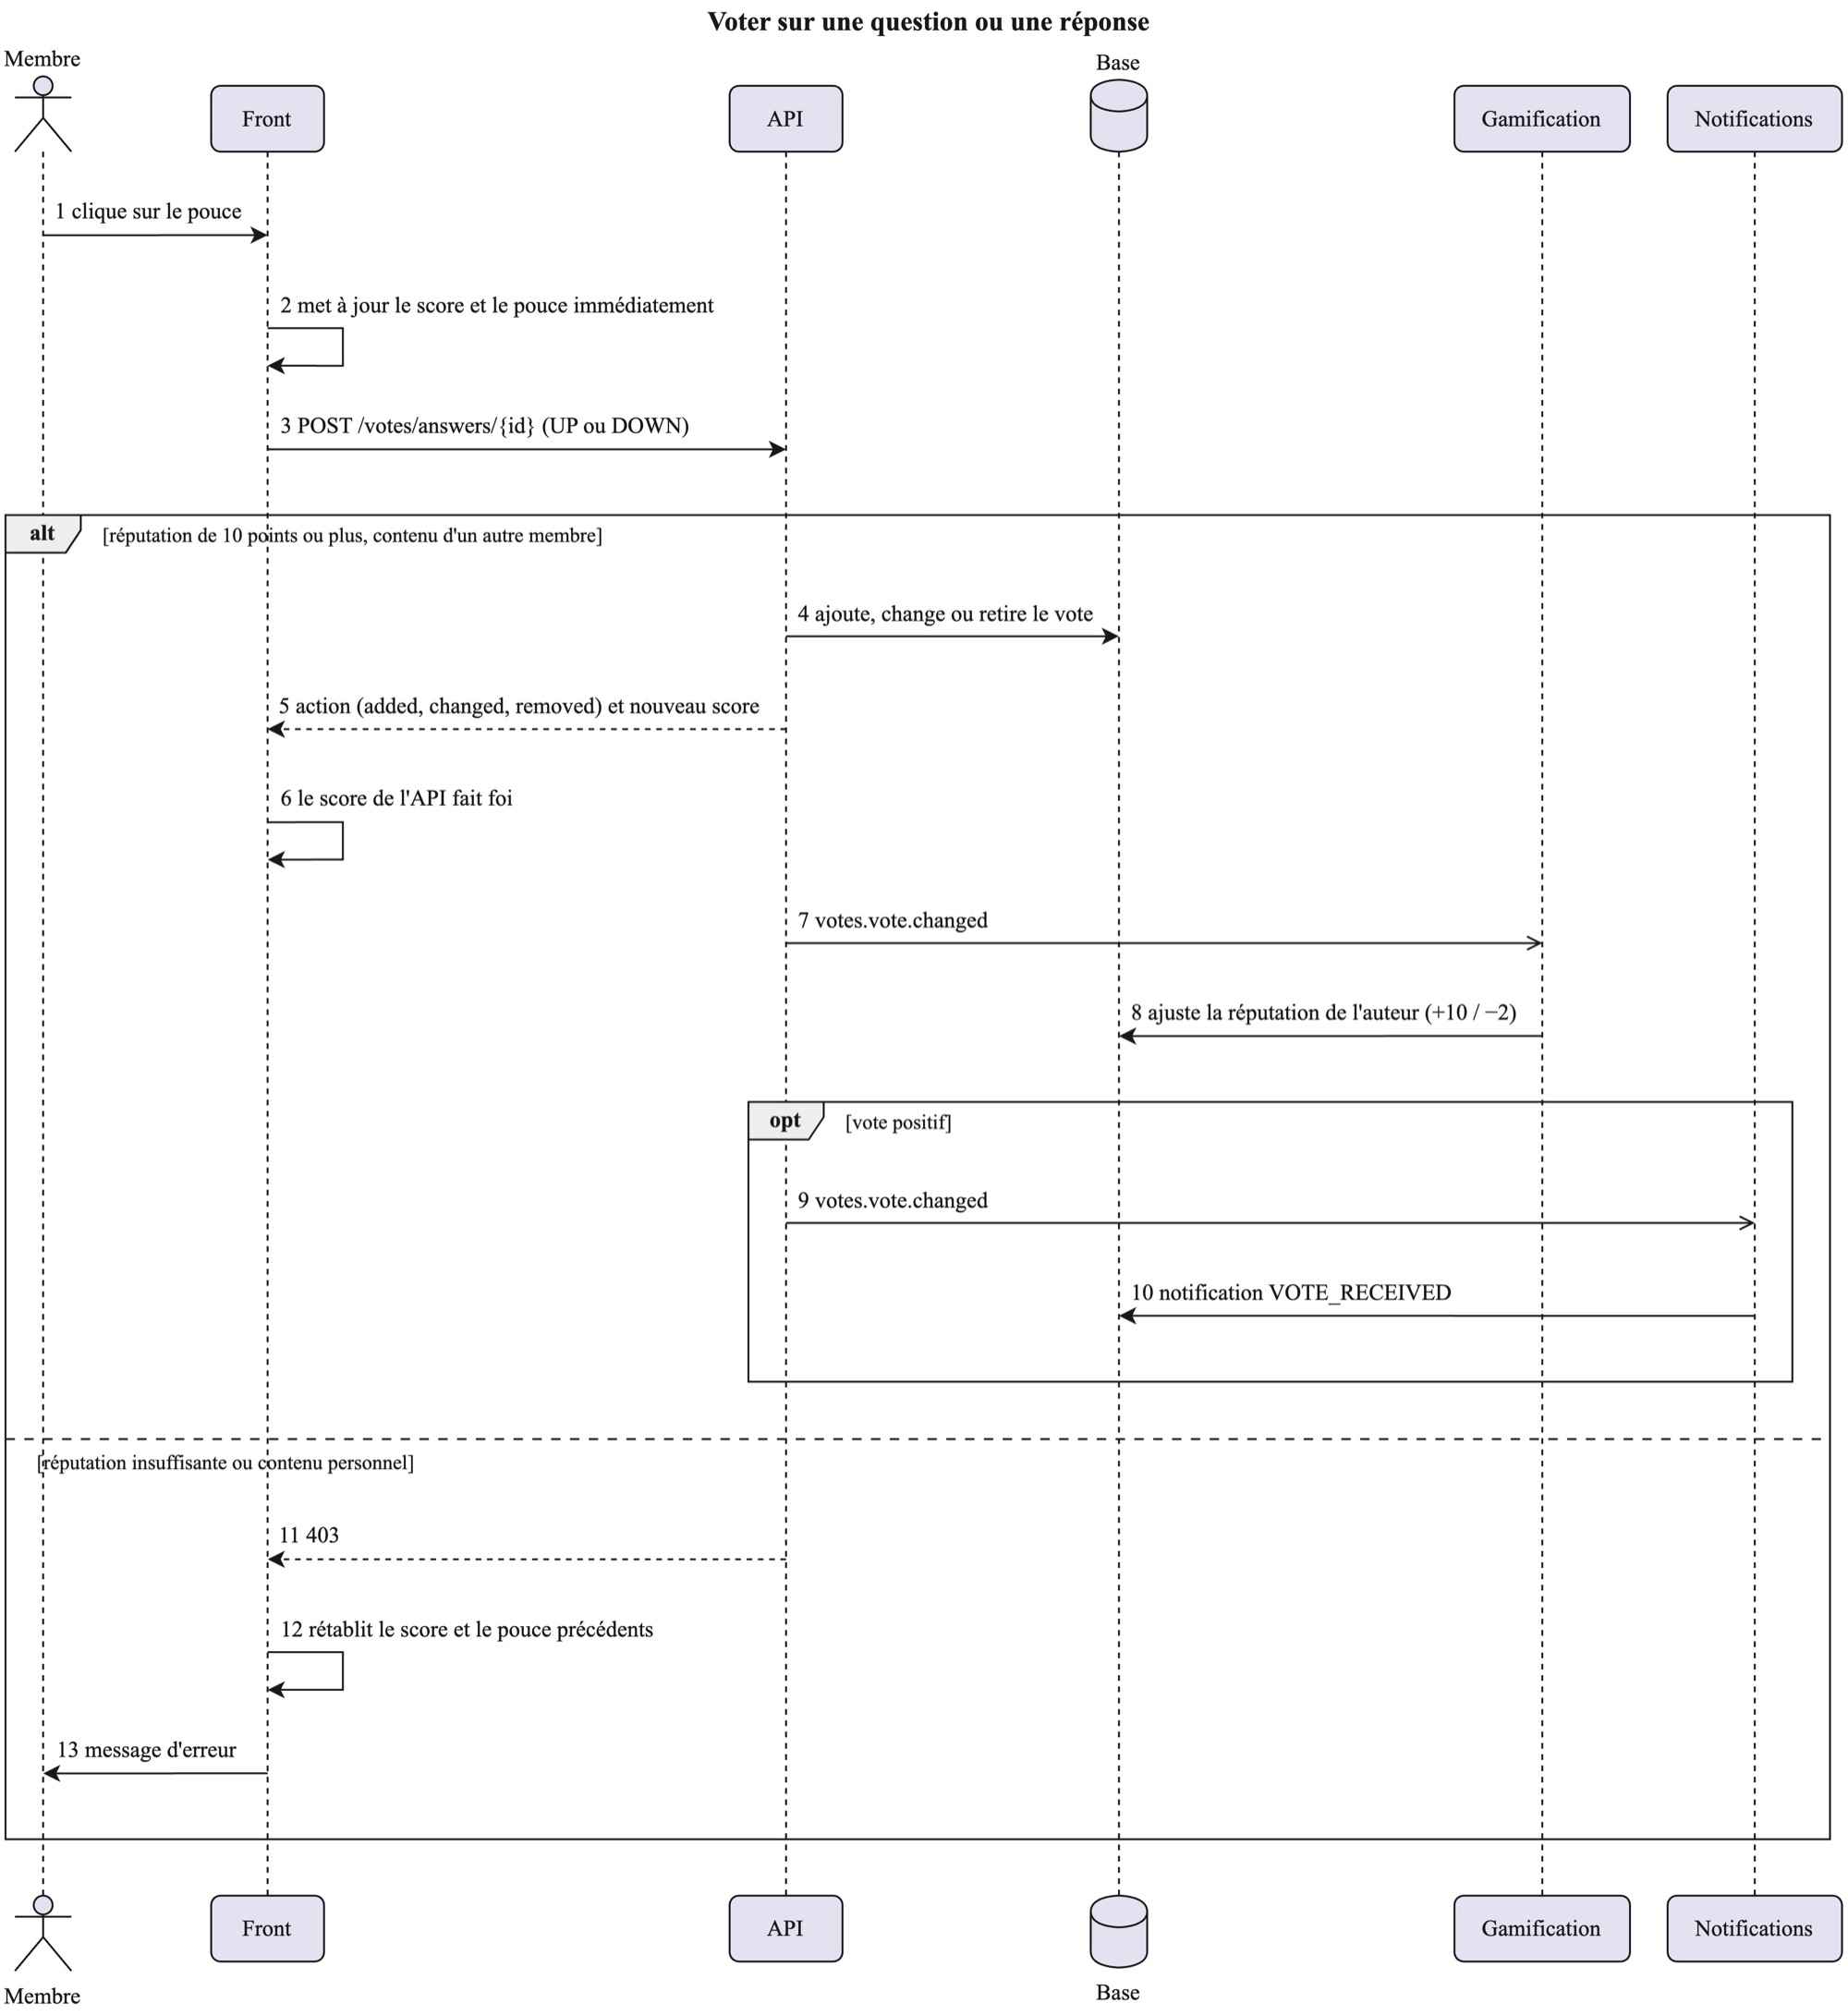 Voter sur une question ou une réponse
Membre
Front
API
Base
Gamification
Notifications
1 clique sur le pouce
2 met à jour le score et le pouce immédiatement
3 POST /votes/answers/{id} (UP ou DOWN)
alt
[réputation de 10 points ou plus, contenu d'un autre membre]
4 ajoute, change ou retire le vote
5 action (added, changed, removed) et nouveau score
6 le score de l'API fait foi
7 votes.vote.changed
8 ajuste la réputation de l'auteur (+10 / −2)
opt
[vote positif]
9 votes.vote.changed
10 notification VOTE_RECEIVED
[réputation insuffisante ou contenu personnel]
11 403
12 rétablit le score et le pouce précédents
13 message d'erreur
Front
API
Gamification
Notifications
Membre
Base